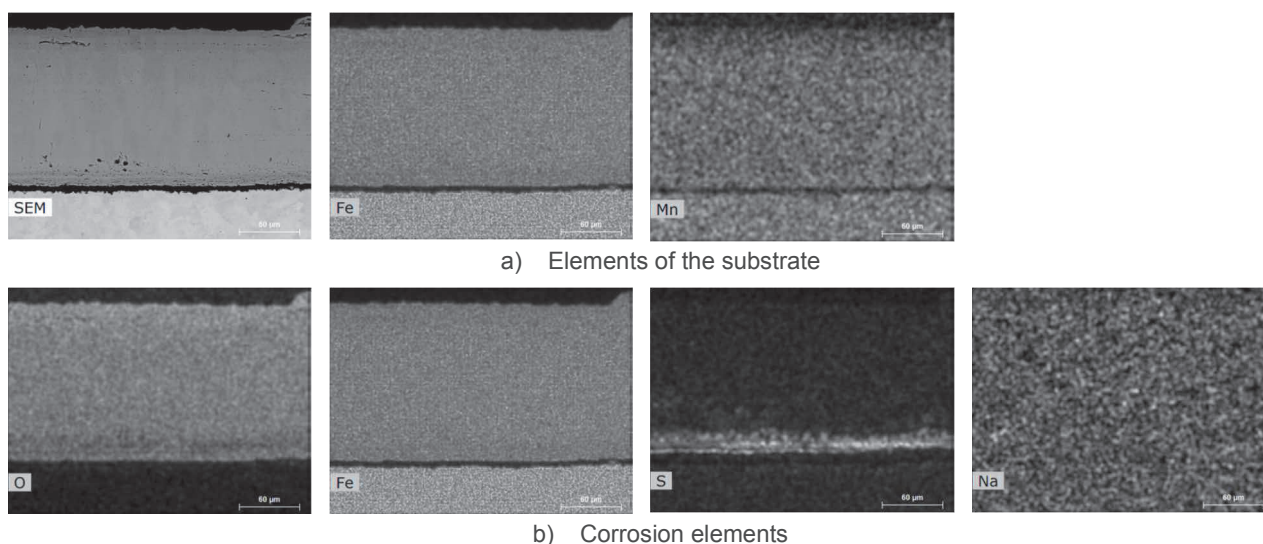 SEM
60 µm
Fe
60 µm
Mn
60 µm
a) Elements of the substrate
O
60 µm
Fe
60 µm
S
60 µm
Na
60 µm
b) Corrosion elements